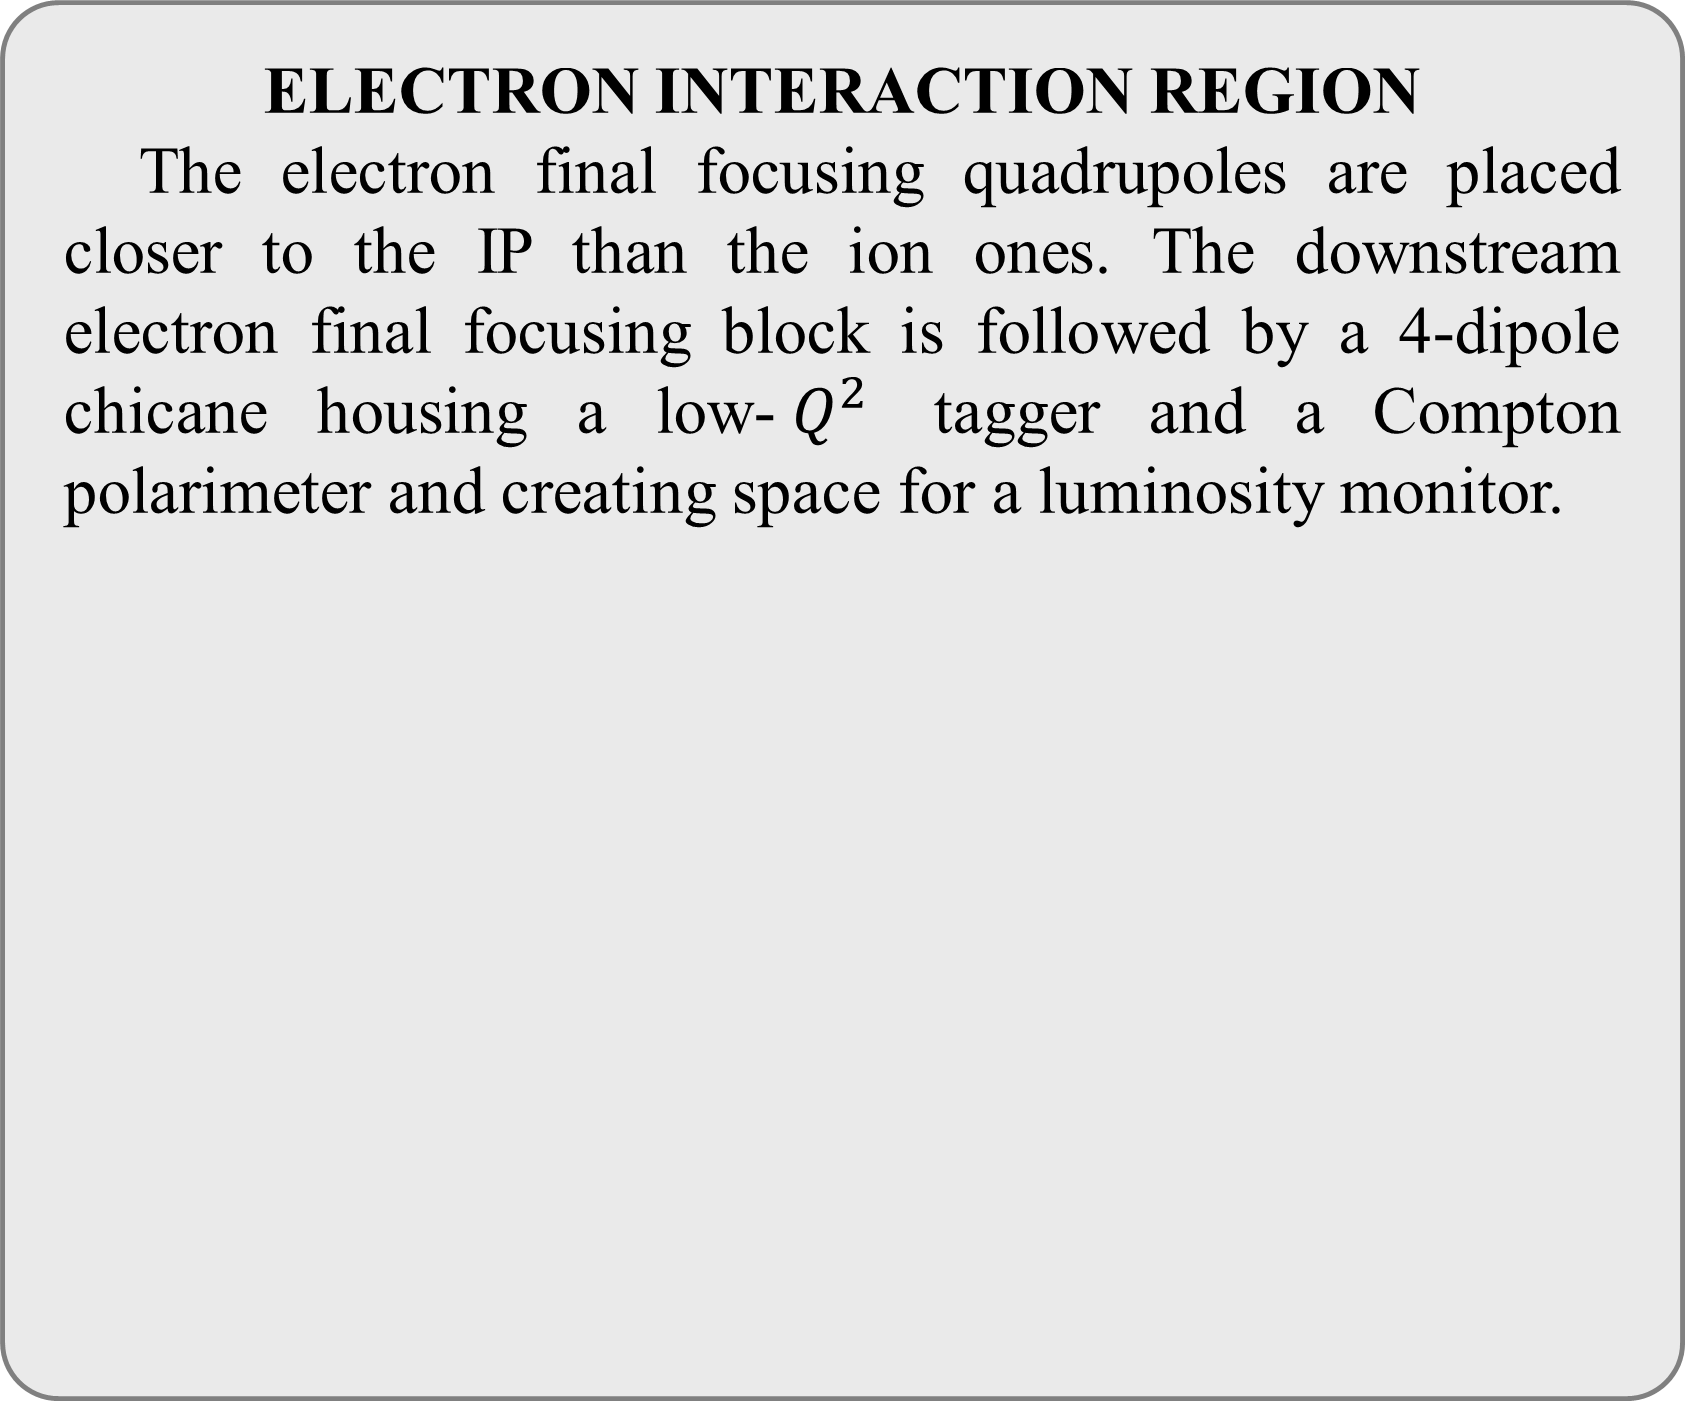 ELECTRON INTERACTION REGION
The electron final focusing quadrupoles are placed
closer to the IP than the ion ones. The downstream
electron final focusing block is followed by a 4-dipole
chicane housing a low- Q² tagger and a Compton
polarimeter and creating space for a luminosity monitor.